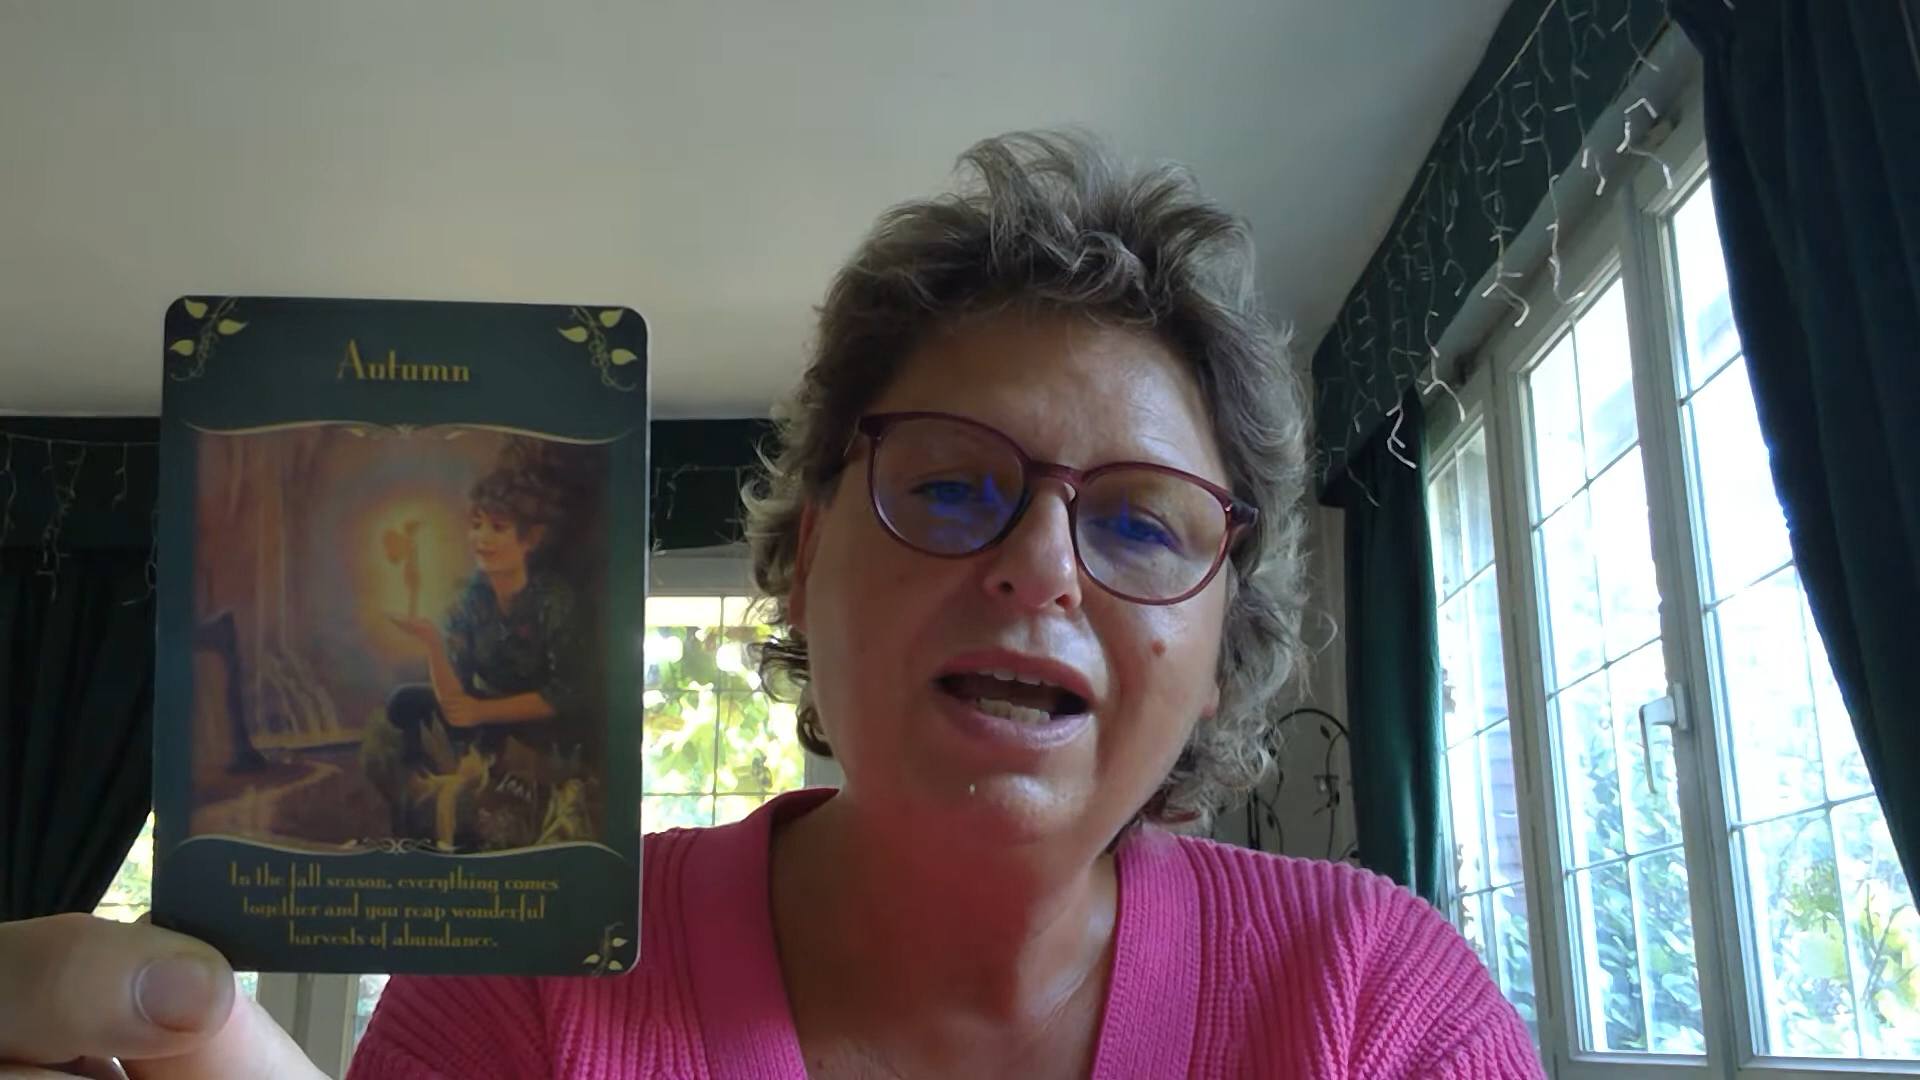 Autumn
In the fall season, everything comes
together and you reap wonderful
harvests of abundance.